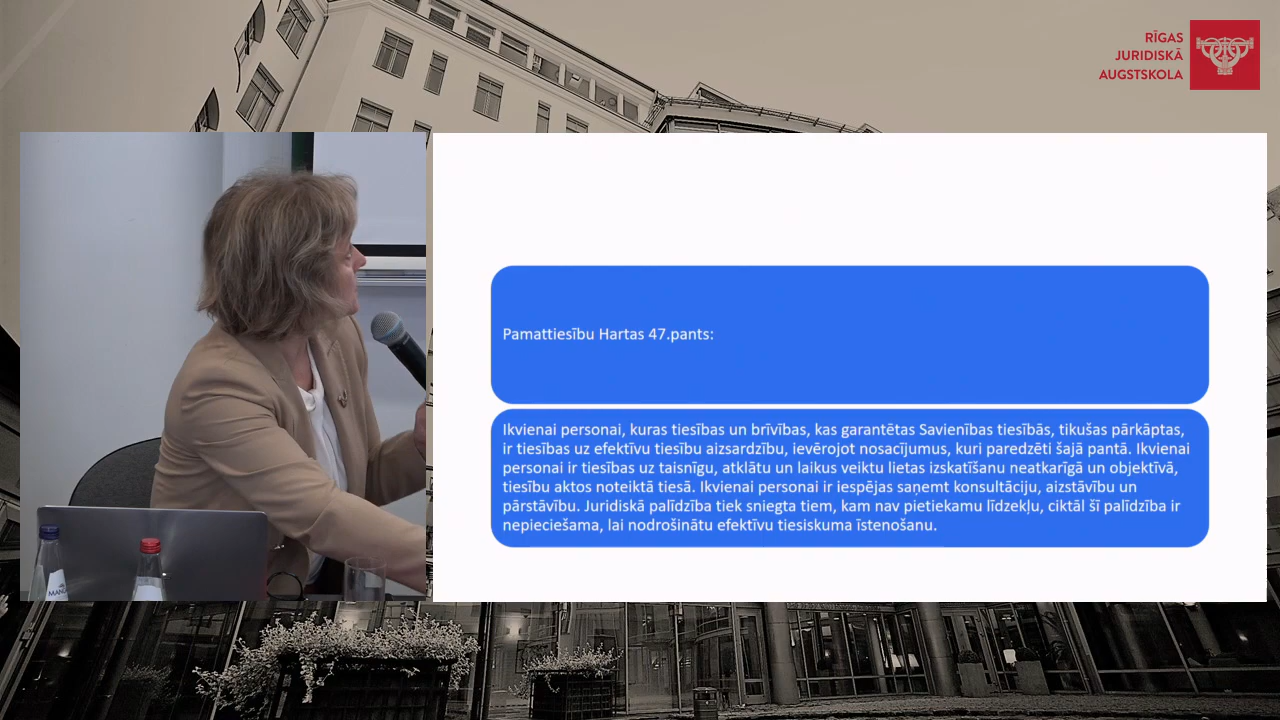 RĪGAS
JURIDISKĀ
AUGSTSKOLA
Pamattiesību Hartas 47.pants:
Ikvienai personai, kuras tiesības un brīvības, kas garantētas Savienības tiesībās, tikušas pārkāptas,
ir tiesības uz efektīvu tiesību aizsardzību, ievērojot nosacījumus, kuri paredzēti šajā pantā. Ikvienai
personai ir tiesības uz taisnīgu, atklātu un laikus veiktu lietas izskatīšanu neatkarīgā un objektīvā,
tiesību aktos noteiktā tiesā. Ikvienai personai ir iespējas saņemt konsultāciju, aizstāvību un
pārstāvību. Juridiskā palīdzība tiek sniegta tiem, kam nav pietiekamu līdzekļu, ciktāl šī palīdzība ir
nepieciešama, lai nodrošinātu efektīvu tiesiskuma īstenošanu.